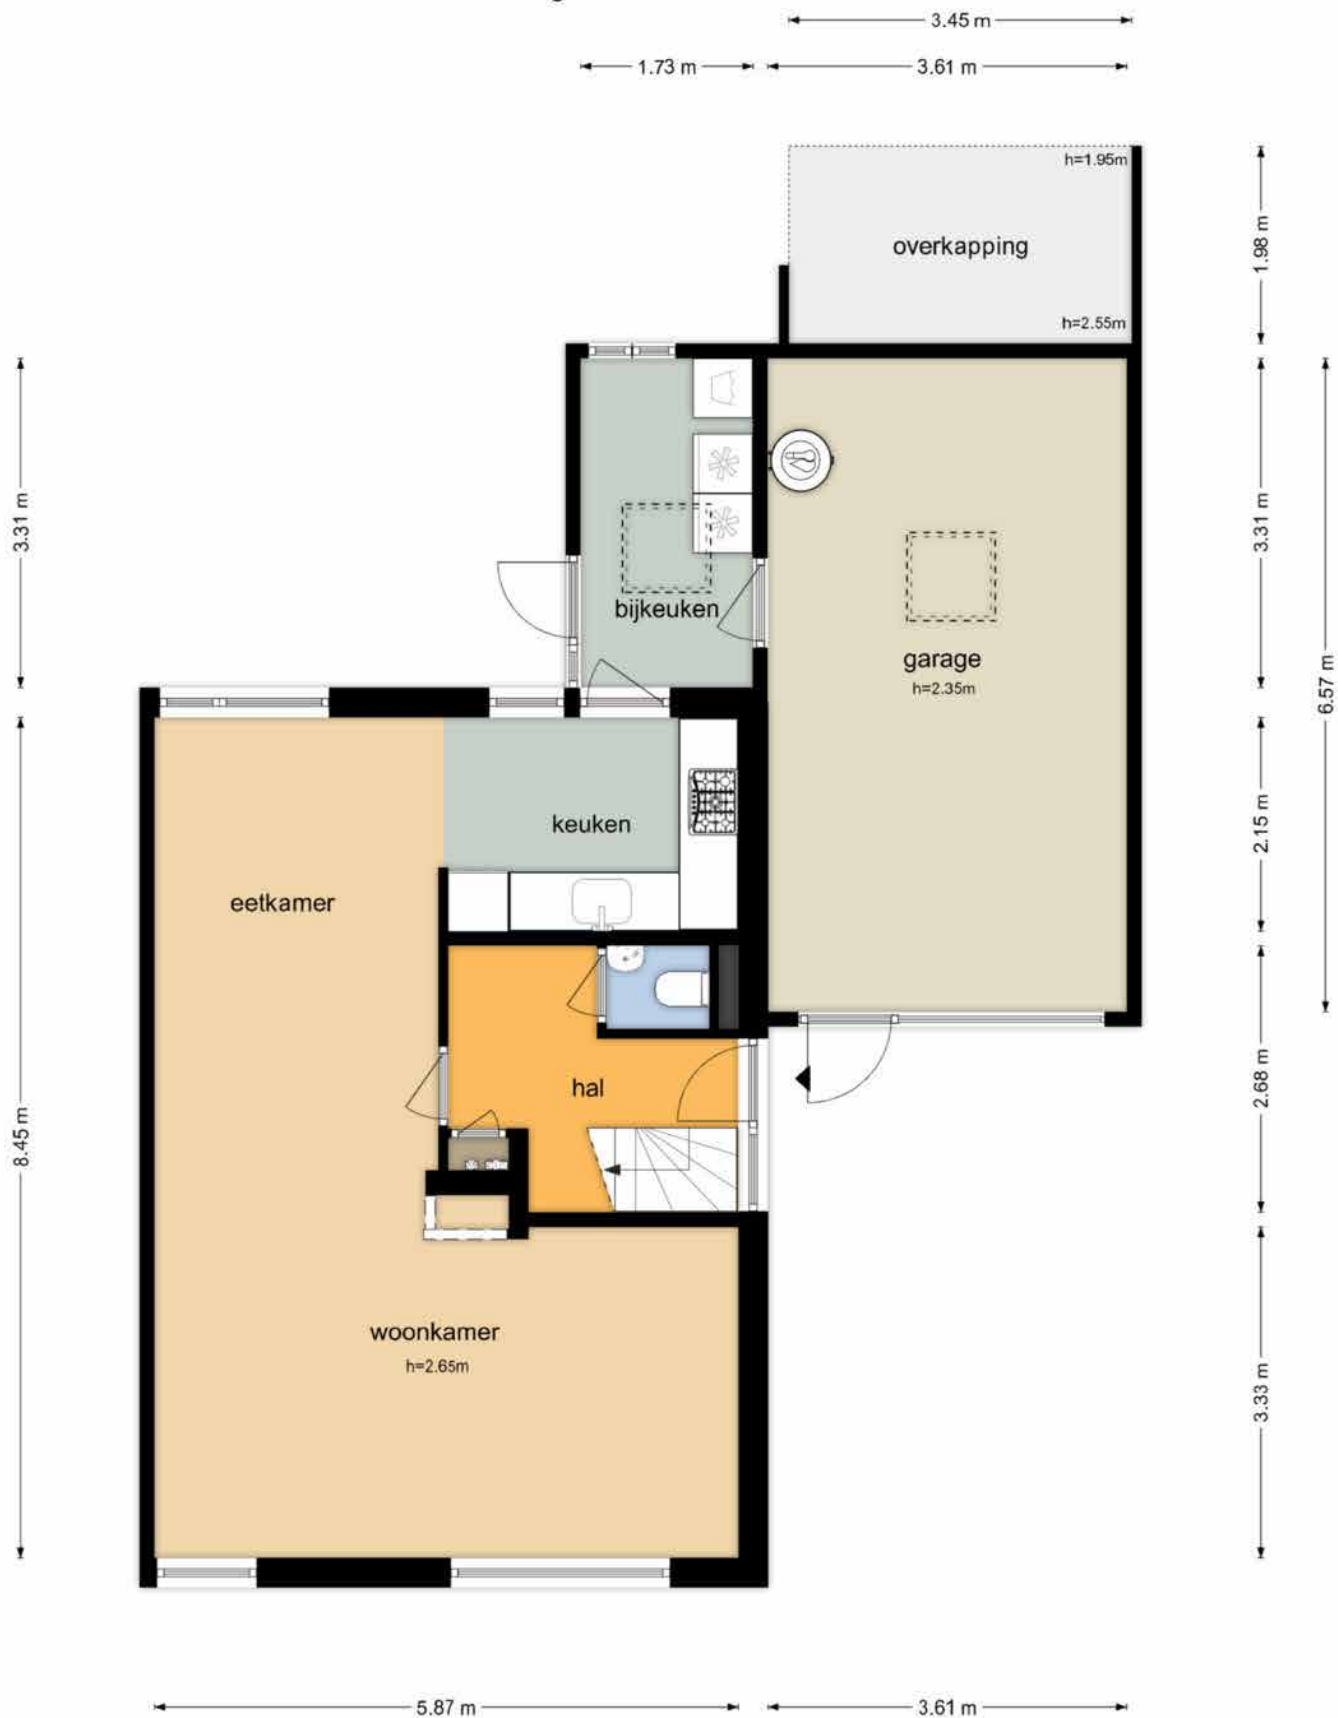 3.45 m
1.73 m
3.61 m
h=1.95m
overkapping
1.98 m
h=2.55m
3.31 m
bijkeuken
garage
h=2.35m
3.31 m
6.57 m
keuken
2.15 m
eetkamer
hal
2.68 m
8.45 m
woonkamer
h=2.65m
3.33 m
5.87 m
3.61 m